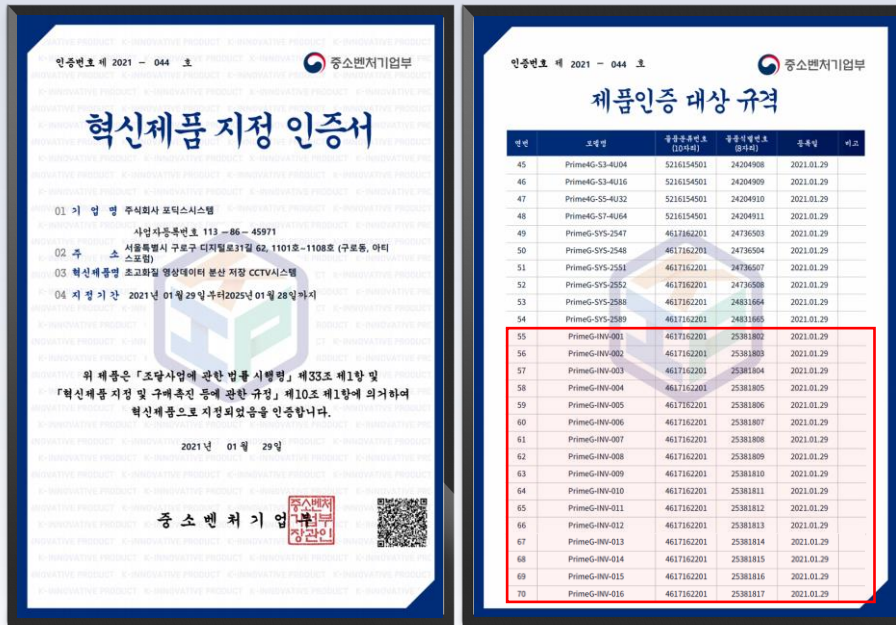 인증번호 제 2021 - 044 호
중소벤처기업부
혁신제품 지정 인증서
01 기 업 명 주식회사 포딕스시스템
사업자등록번호 113 - 86 - 45971
02 주 소 서울특별시 구로구 디지털로31길 62, 1101호~1108호 (구로동, 아티
스포럼)
03 혁신제품명 초고화질 영상데이터 분산 저장 CCTV시스템
04 지정기간 2021년 01월 29일 부터2025년 01월 28일까지
위 제품은 「조달사업에 관한 법률 시행령」 제33조 제1항 및
「혁신제품 지정 및 구매촉진 등에 관한 규정」 제10조 제1항에 의거하여
혁신제품으로 지정되었음을 인증합니다.
2021년 01월 29일
중소벤처기업부
중소벤처
기업부
장관인
인증번호 제 2021 - 044 호
중소벤처기업부
제품인증 대상 규격
연번 모델명 물품분류번호 (10자리) 물품식별번호 (8자리) 등록일 비고
45 Prime4G-S3-4U04 5216154501 24204908 2021.01.29
46 Prime4G-S3-4U16 5216154501 24204909 2021.01.29
47 Prime4G-S5-4U32 5216154501 24204910 2021.01.29
48 Prime4G-S7-4U64 5216154501 24204911 2021.01.29
49 PrimeG-SYS-2547 4617162201 24736503 2021.01.29
50 PrimeG-SYS-2548 4617162201 24736504 2021.01.29
51 PrimeG-SYS-2551 4617162201 24736507 2021.01.29
52 PrimeG-SYS-2552 4617162201 24736508 2021.01.29
53 PrimeG-SYS-2588 4617162201 24831664 2021.01.29
54 PrimeG-SYS-2589 4617162201 24831665 2021.01.29
55 PrimeG-INV-001 4617162201 25381802 2021.01.29
56 PrimeG-INV-002 4617162201 25381803 2021.01.29
57 PrimeG-INV-003 4617162201 25381804 2021.01.29
58 PrimeG-INV-004 4617162201 25381805 2021.01.29
59 PrimeG-INV-005 4617162201 25381806 2021.01.29
60 PrimeG-INV-006 4617162201 25381807 2021.01.29
61 PrimeG-INV-007 4617162201 25381808 2021.01.29
62 PrimeG-INV-008 4617162201 25381809 2021.01.29
63 PrimeG-INV-009 4617162201 25381810 2021.01.29
64 PrimeG-INV-010 4617162201 25381811 2021.01.29
65 PrimeG-INV-011 4617162201 25381812 2021.01.29
66 PrimeG-INV-012 4617162201 25381813 2021.01.29
67 PrimeG-INV-013 4617162201 25381814 2021.01.29
68 PrimeG-INV-014 4617162201 25381815 2021.01.29
69 PrimeG-INV-015 4617162201 25381816 2021.01.29
70 PrimeG-INV-016 4617162201 25381817 2021.01.29